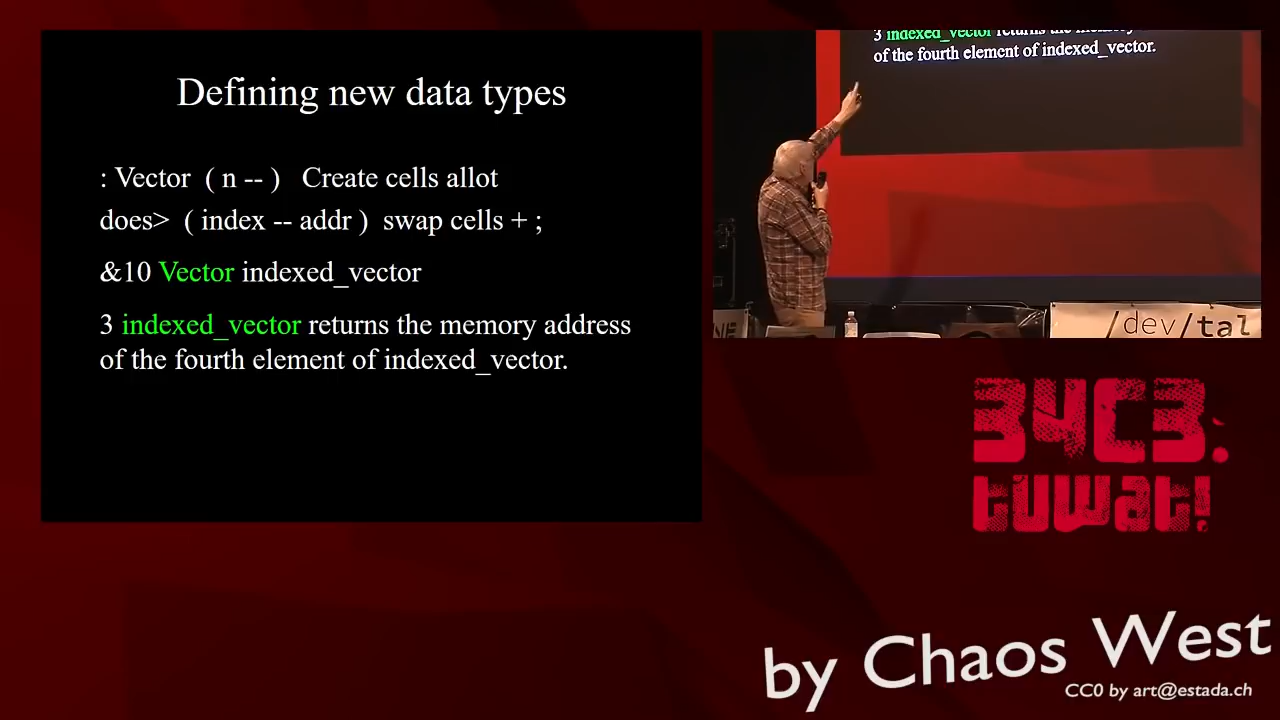 Defining new data types
: Vector ( n -- ) Create cells allot
does> ( index -- addr ) swap cells + ;
&10 Vector indexed_vector
3 indexed_vector returns the memory address
of the fourth element of indexed_vector.
3 indexed_vector returns the
of the fourth element of indexed_vector.
/dev/tal
34C3:
tuwat!
by Chaos West
CC0 by art@estada.ch